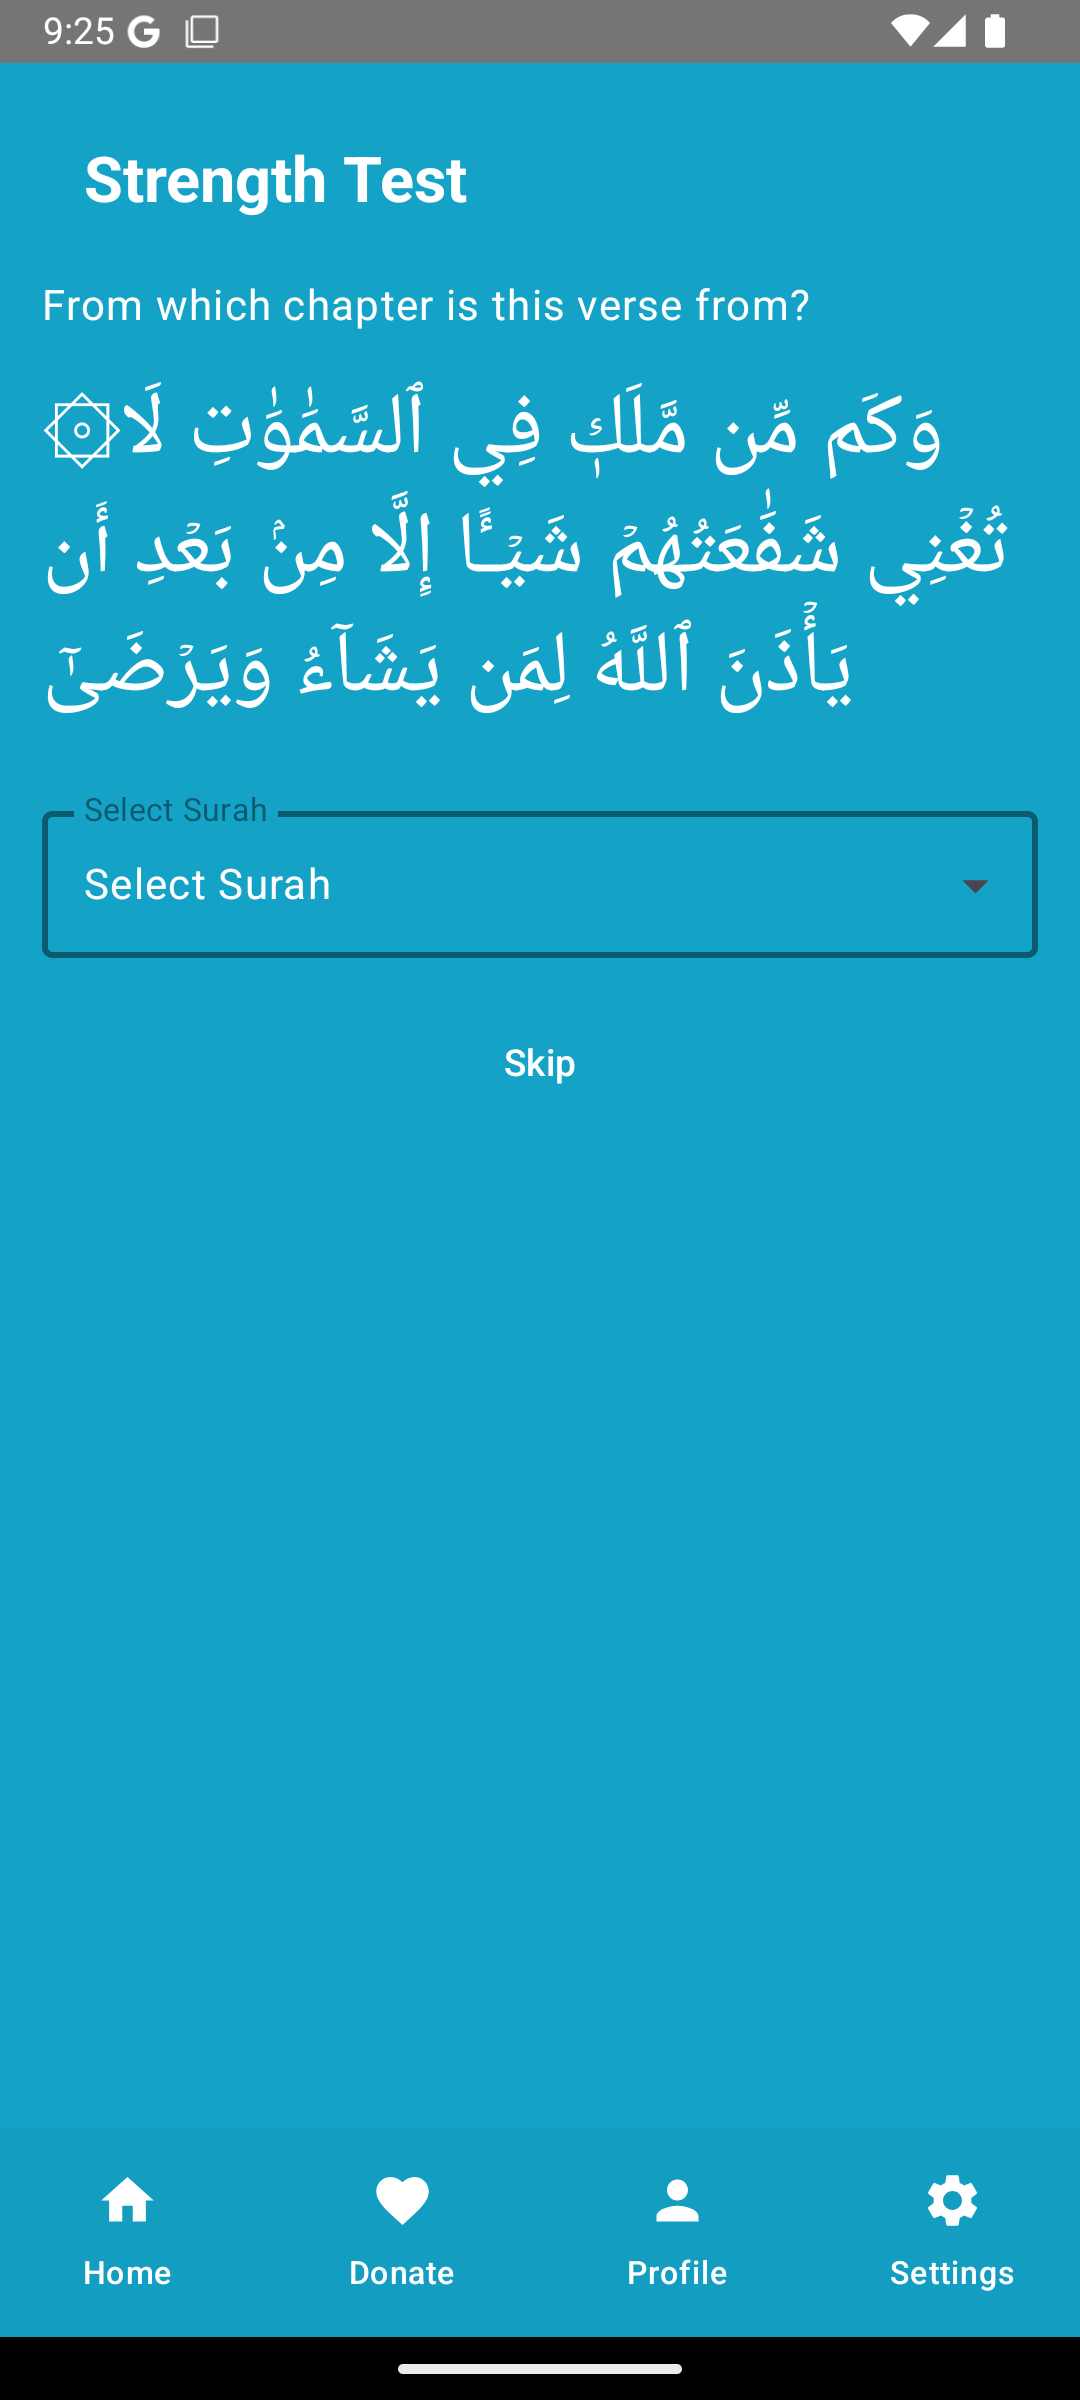 9:25
Strength Test
From which chapter is this verse from?
۞وَكَم مِّن مَّلَكٖ فِي ٱلسَّمَٰوَٰتِ لَا
تُغۡنِي شَفَٰعَتُهُمۡ شَيۡـًٔا إِلَّا مِنۢ بَعۡدِ أَن
يَأۡذَنَ ٱللَّهُ لِمَن يَشَآءُ وَيَرۡضَىٰٓ
Select Surah
Select Surah
Skip
Home
Donate
Profile
Settings